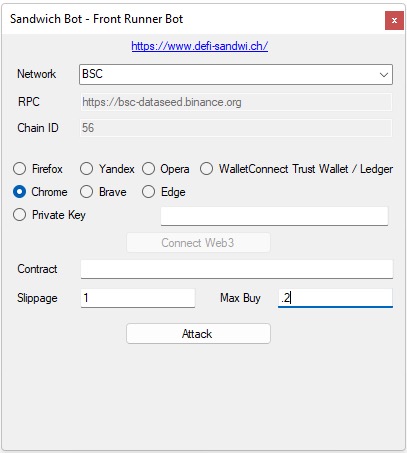 Sandwich Bot - Front Runner Bot x
https://www.defi-sandwi.ch/
Network BSC
RPC https://bsc-dataseed.binance.org
Chain ID 56
Firefox Yandex Opera WalletConnect Trust Wallet / Ledger
Chrome Brave Edge
Private Key
Connect Web3
Contract
Slippage 1 Max Buy .2
Attack